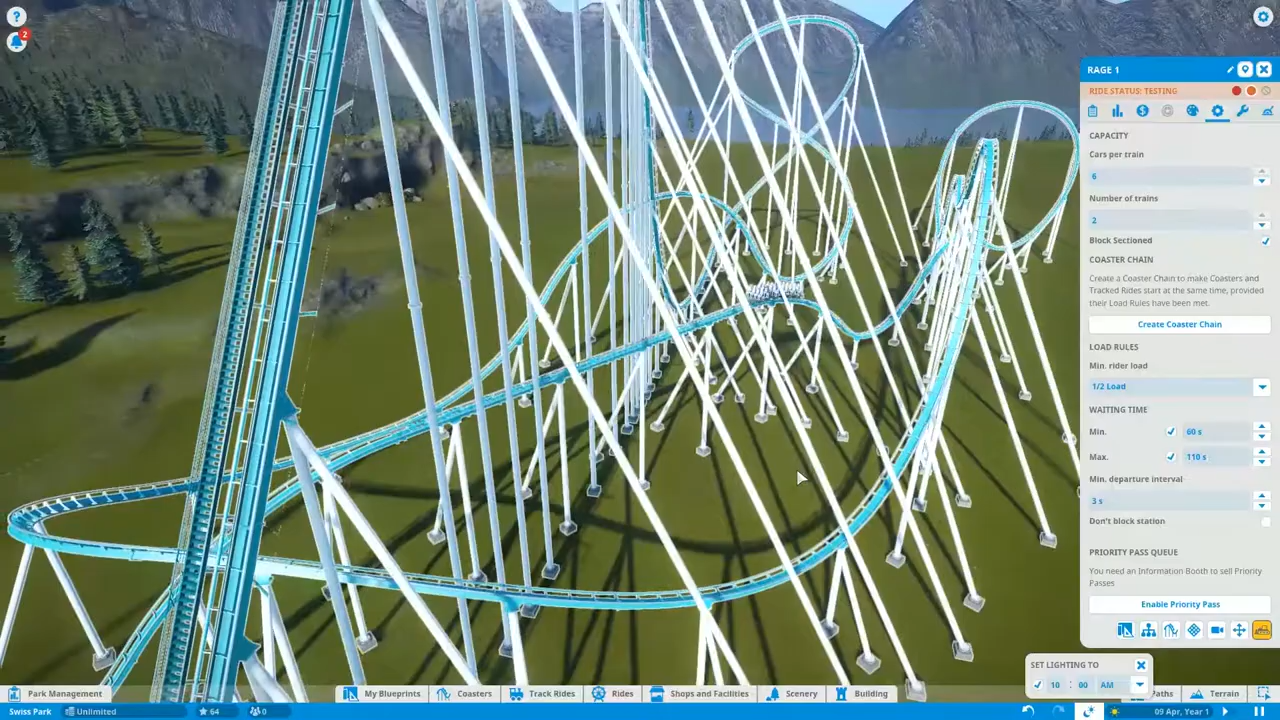 ?
2
RAGE 1
RIDE STATUS: TESTING
CAPACITY
Cars per train
6
Number of trains
2
Block Sectioned
COASTER CHAIN
Create a Coaster Chain to make Coasters and
Tracked Rides start at the same time, provided
their Load Rules have been met.
Create Coaster Chain
LOAD RULES
Min. rider load
1/2 Load
WAITING TIME
Min. 60 s
Max. 110 s
Min. departure interval
3 s
Don't block station
PRIORITY PASS QUEUE
You need an Information Booth to sell Priority
Passes
Enable Priority Pass
SET LIGHTING TO
10 : 00 AM
Park Management My Blueprints Coasters Track Rides Rides Shops and Facilities Scenery Building Paths Terrain
Swiss Park Unlimited 64 0 09 Apr, Year 1